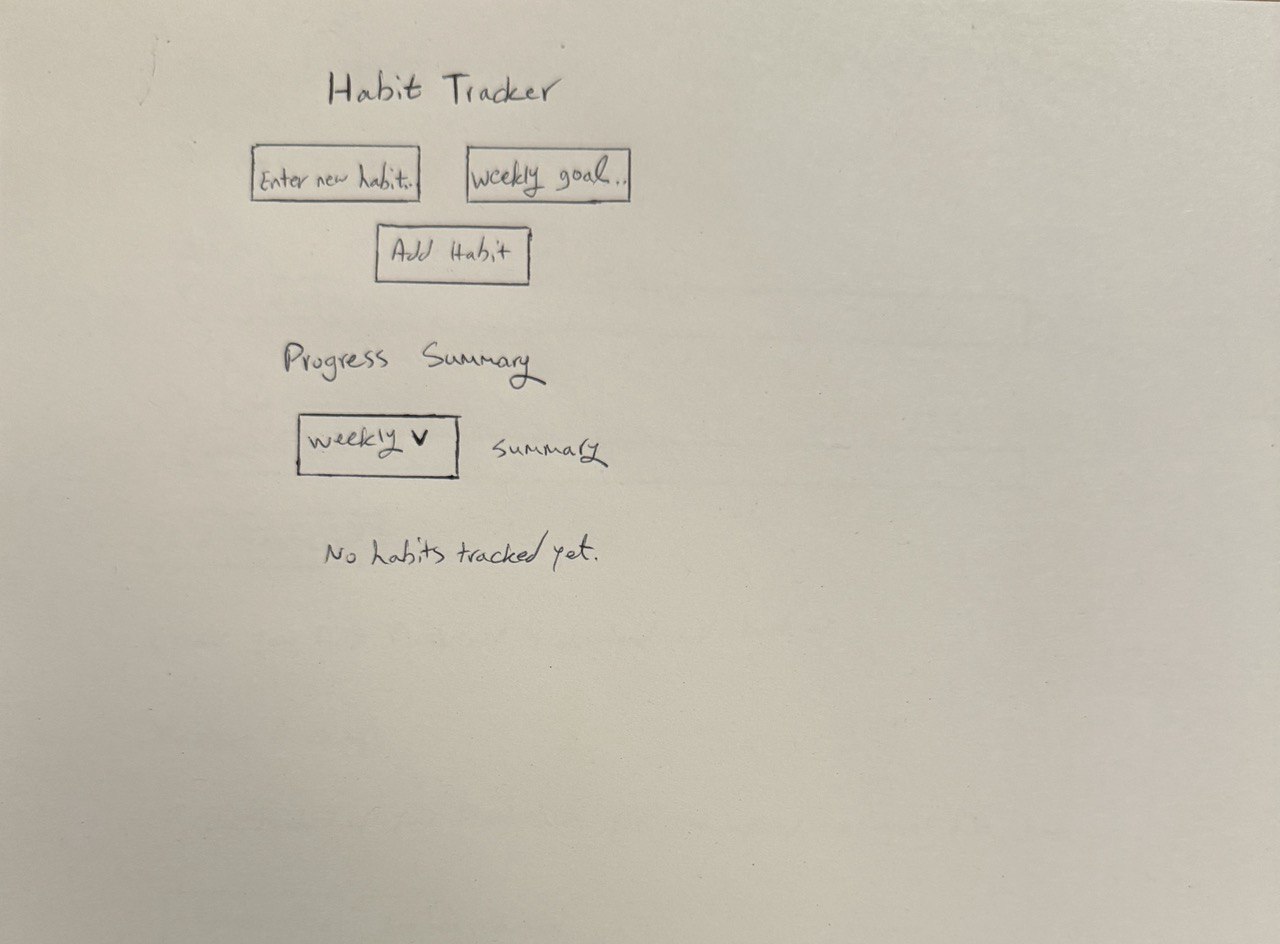 Habit Tracker
Enter new habit.. weekly goal...
Add Habit
Progress Summary
weekly v summary
No habits tracked yet.